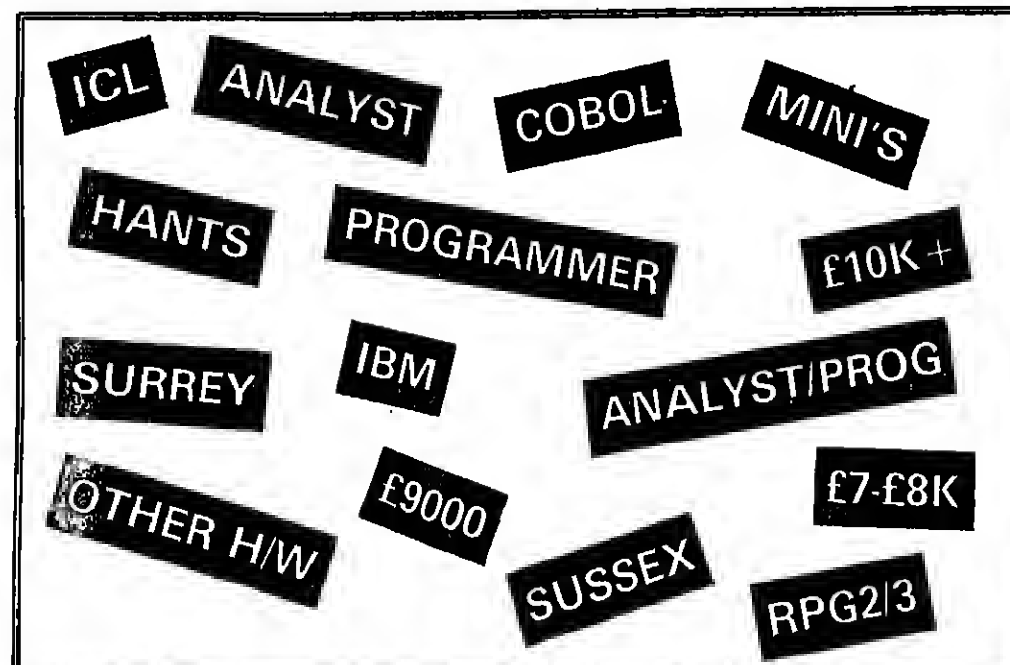 ICL
ANALYST
COBOL
MINI'S
HANTS
PROGRAMMER
£10K +
SURREY
IBM
ANALYST/PROG
OTHER H/W
£9000
£7-£8K
SUSSEX
RPG2/3